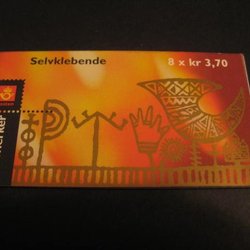 Selvklebende 8 x kr 3,70